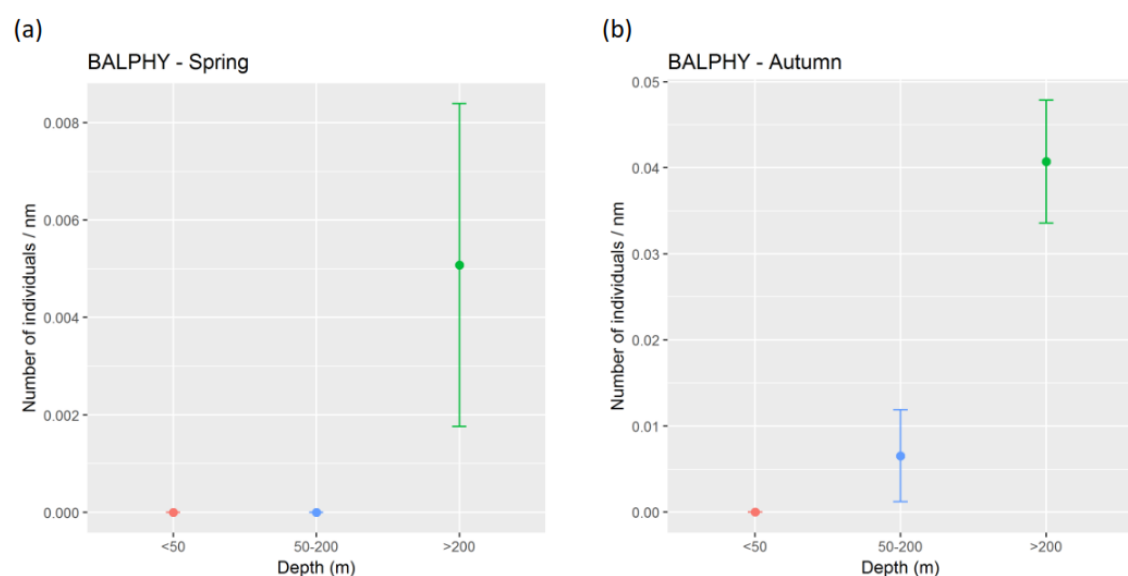 (a)
BALPHY - Spring
Number of individuals / nm
0.008
0.006
0.004
0.002
0.000
<50
50-200
>200
Depth (m)
(b)
BALPHY - Autumn
Number of individuals / nm
0.05
0.04
0.03
0.02
0.01
0.00
<50
50-200
>200
Depth (m)